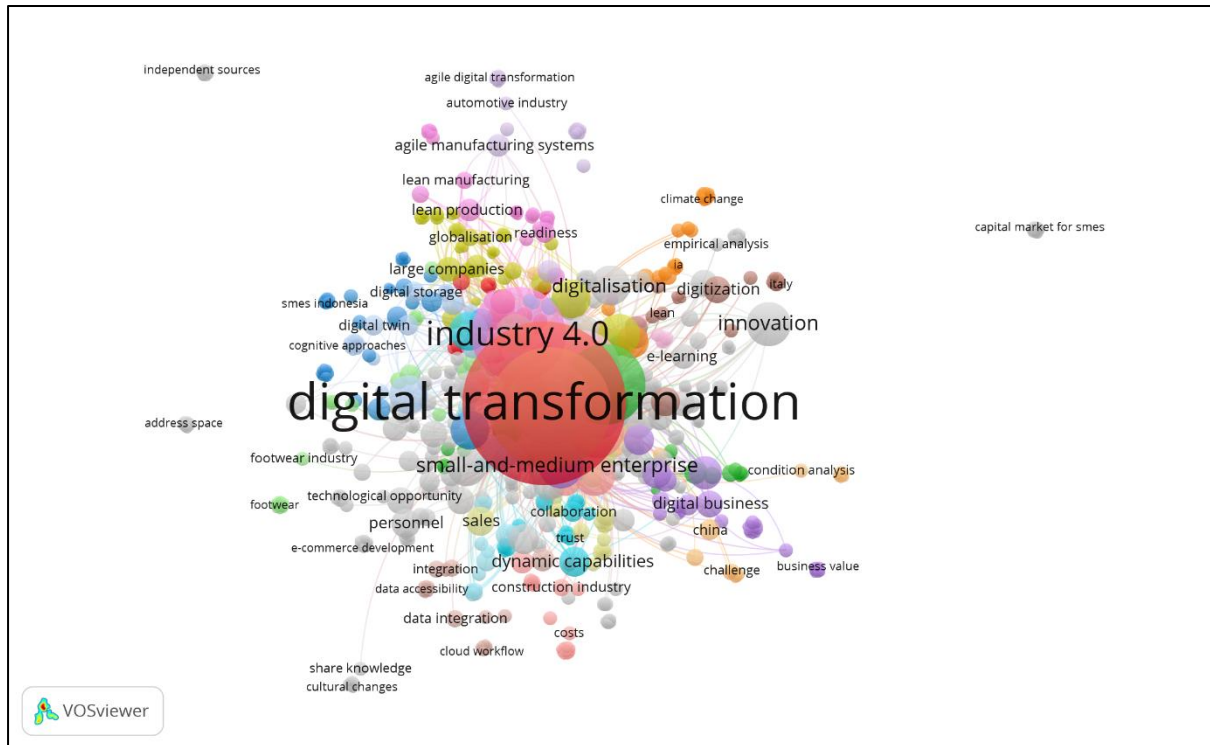 independent sources
agile digital transformation
automotive industry
agile manufacturing systems
lean manufacturing
climate change
lean production
capital market for smes
globalisation
readiness
empirical analysis
large companies
ia
digitalisation
digitization
italy
digital storage
smes indonesia
lean
digital twin
industry 4.0
innovation
cognitive approaches
e-learning
digital transformation
address space
footwear industry
small-and-medium enterprise
condition analysis
technological opportunity
footwear
digital business
personnel
sales
collaboration
china
trust
e-commerce development
dynamic capabilities
integration
challenge
business value
data accessibility
construction industry
data integration
costs
cloud workflow
share knowledge
cultural changes
VOSviewer